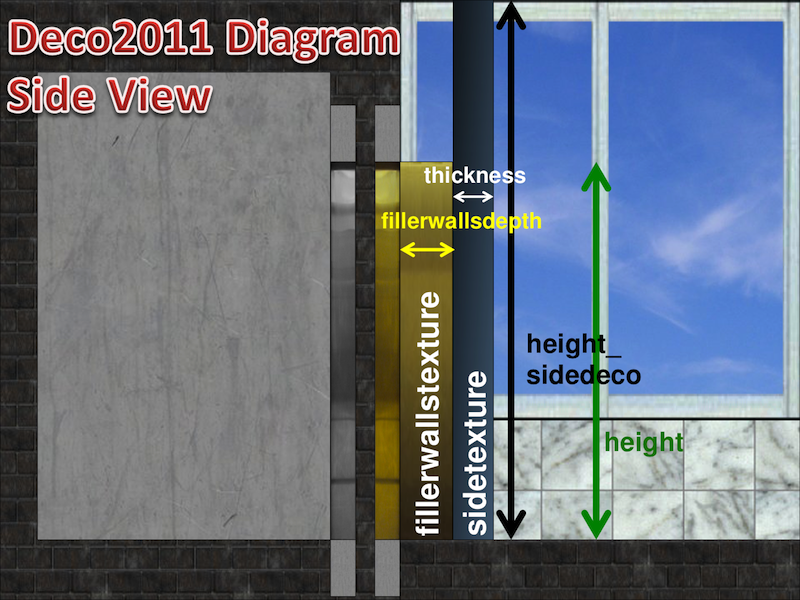 Deco2011 Diagram
Side View
thickness
fillerwallsdepth
fillerwallstexture
sidetexture
height_
sidedeco
height